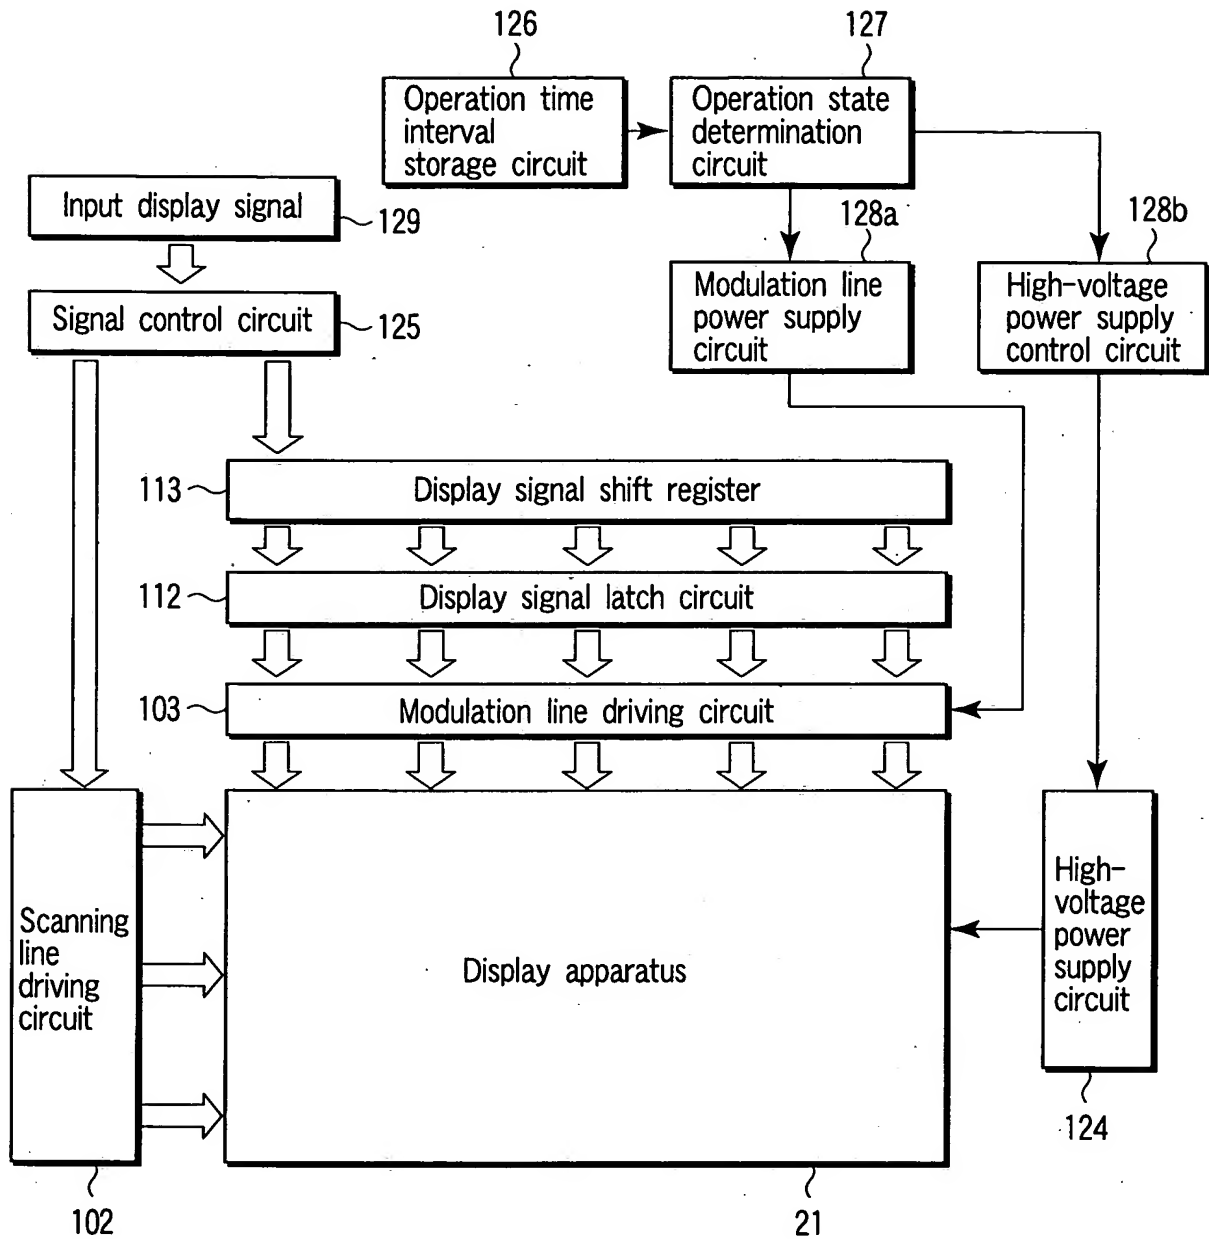 126
127
Operation time
interval
storage circuit
Operation state
determination
circuit
Input display signal
129
128a
128b
Signal control circuit
125
Modulation line
power supply
circuit
High-voltage
power supply
control circuit
113
Display signal shift register
112
Display signal latch circuit
103
Modulation line driving circuit
Scanning
line
driving
circuit
Display apparatus
High-
voltage
power
supply
circuit
124
102
21